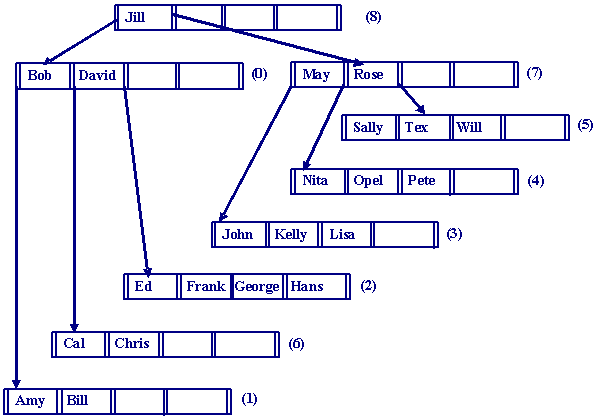 Jill (8)
Bob David (0) May Rose (7)
Sally Tex Will (5)
Nita Opel Pete (4)
John Kelly Lisa (3)
Ed Frank George Hans (2)
Cal Chris (6)
Amy Bill (1)